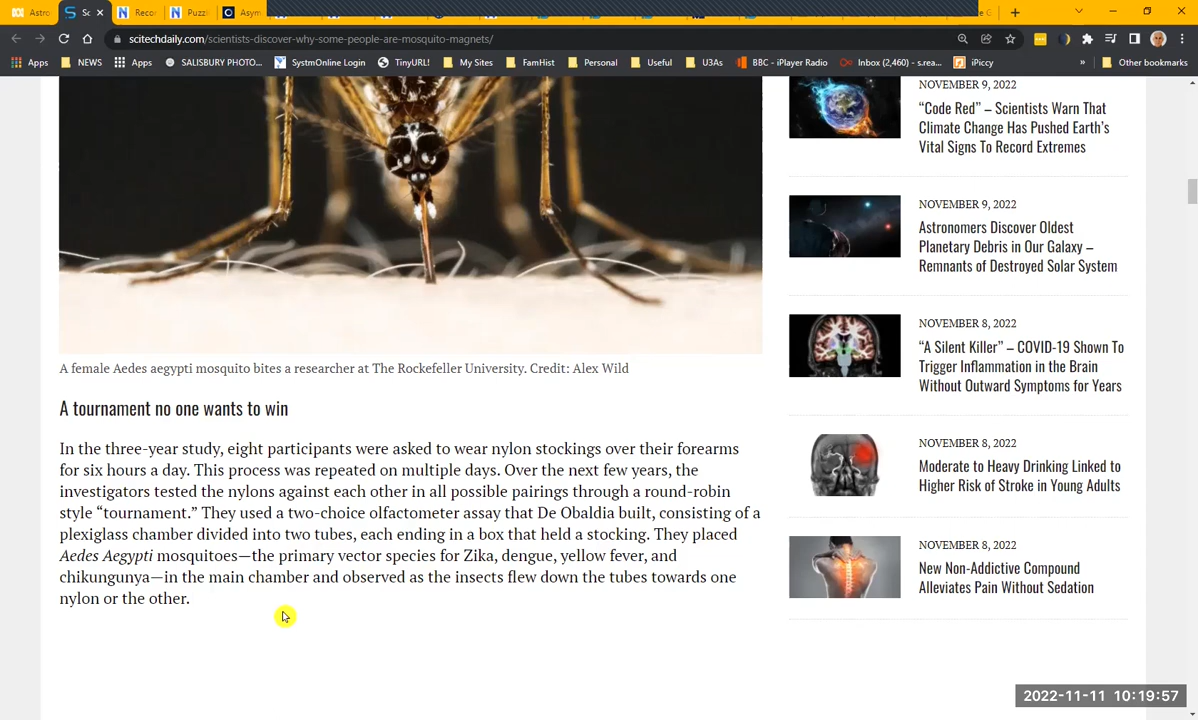 Astro
Sc
Reco
Puzzl
Asym
scitechdaily.com/scientists-discover-why-some-people-are-mosquito-magnets/
Apps
NEWS
Apps
SALISBURY PHOTO...
SystmOnline Login
TinyURL!
My Sites
FamHist
Personal
Useful
U3As
BBC - iPlayer Radio
Inbox (2,460) - s.rea...
iPiccy
»
Other bookmarks
A female Aedes aegypti mosquito bites a researcher at The Rockefeller University. Credit: Alex Wild
A tournament no one wants to win
In the three-year study, eight participants were asked to wear nylon stockings over their forearms
for six hours a day. This process was repeated on multiple days. Over the next few years, the
investigators tested the nylons against each other in all possible pairings through a round-robin
style “tournament.” They used a two-choice olfactometer assay that De Obaldia built, consisting of a
plexiglass chamber divided into two tubes, each ending in a box that held a stocking. They placed
Aedes Aegypti mosquitoes—the primary vector species for Zika, dengue, yellow fever, and
chikungunya—in the main chamber and observed as the insects flew down the tubes towards one
nylon or the other.
NOVEMBER 9, 2022
“Code Red” – Scientists Warn That
Climate Change Has Pushed Earth’s
Vital Signs To Record Extremes
NOVEMBER 9, 2022
Astronomers Discover Oldest
Planetary Debris in Our Galaxy –
Remnants of Destroyed Solar System
NOVEMBER 8, 2022
“A Silent Killer” – COVID-19 Shown To
Trigger Inflammation in the Brain
Without Outward Symptoms for Years
NOVEMBER 8, 2022
Moderate to Heavy Drinking Linked to
Higher Risk of Stroke in Young Adults
NOVEMBER 8, 2022
New Non-Addictive Compound
Alleviates Pain Without Sedation
2022-11-11 10:19:57